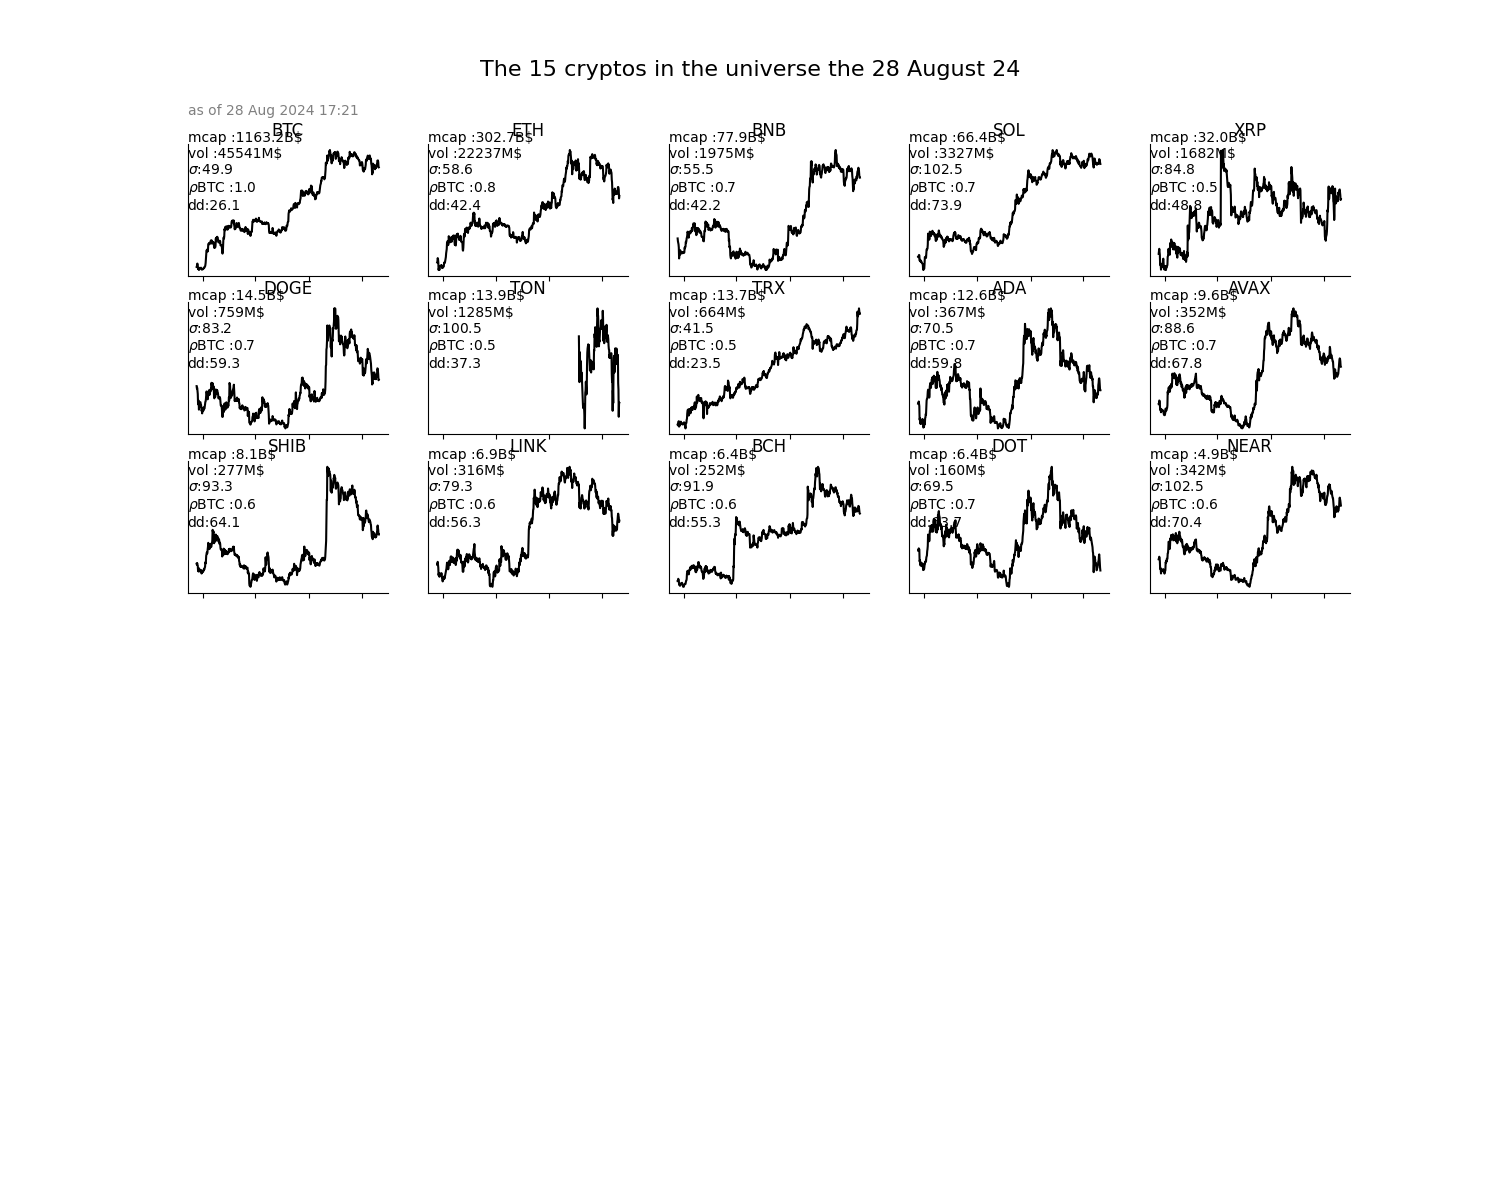 The 15 cryptos in the universe the 28 August 24
as of 28 Aug 2024 17:21
BTC
mcap :1163.2B$
vol :45541M$
σ:49.9
ρBTC :1.0
dd:26.1
ETH
mcap :302.7B$
vol :22237M$
σ:58.6
ρBTC :0.8
dd:42.4
BNB
mcap :77.9B$
vol :1975M$
σ:55.5
ρBTC :0.7
dd:42.2
SOL
mcap :66.4B$
vol :3327M$
σ:102.5
ρBTC :0.7
dd:73.9
XRP
mcap :32.0B$
vol :1682M$
σ:84.8
ρBTC :0.5
dd:48.8
DOGE
mcap :14.5B$
vol :759M$
σ:83.2
ρBTC :0.7
dd:59.3
TON
mcap :13.9B$
vol :1285M$
σ:100.5
ρBTC :0.5
dd:37.3
TRX
mcap :13.7B$
vol :664M$
σ:41.5
ρBTC :0.5
dd:23.5
ADA
mcap :12.6B$
vol :367M$
σ:70.5
ρBTC :0.7
dd:59.8
AVAX
mcap :9.6B$
vol :352M$
σ:88.6
ρBTC :0.7
dd:67.8
SHIB
mcap :8.1B$
vol :277M$
σ:93.3
ρBTC :0.6
dd:64.1
LINK
mcap :6.9B$
vol :316M$
σ:79.3
ρBTC :0.6
dd:56.3
BCH
mcap :6.4B$
vol :252M$
σ:91.9
ρBTC :0.6
dd:55.3
DOT
mcap :6.4B$
vol :160M$
σ:69.5
ρBTC :0.7
NEAR
mcap :4.9B$
vol :342M$
σ:102.5
ρBTC :0.6
dd:70.4